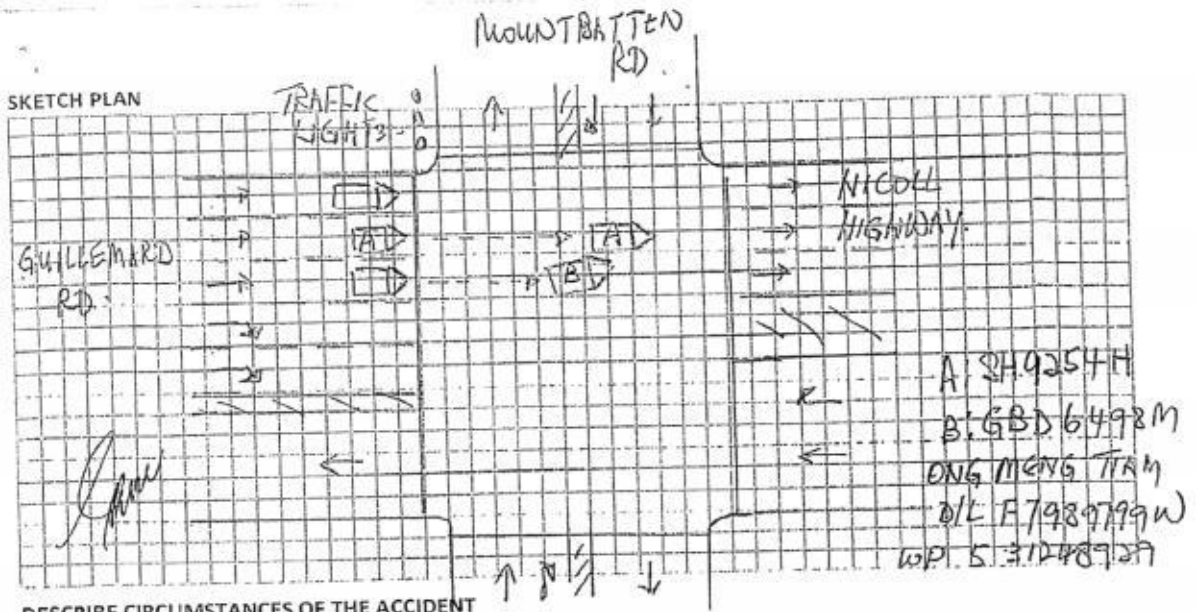 MOUNTBATTEN
RD.
SKETCH PLAN
TRAFFIC
LIGHTS
NICOLL
HIGHWAY.
A
A
GUILLEMARD
RD.
B
A: SH9254H
B: GBD 6498M
ONG MENG TIAM
D/L F7989799W
WP. S
DESCRIBE CIRCUMSTANCES OF THE ACCIDENT